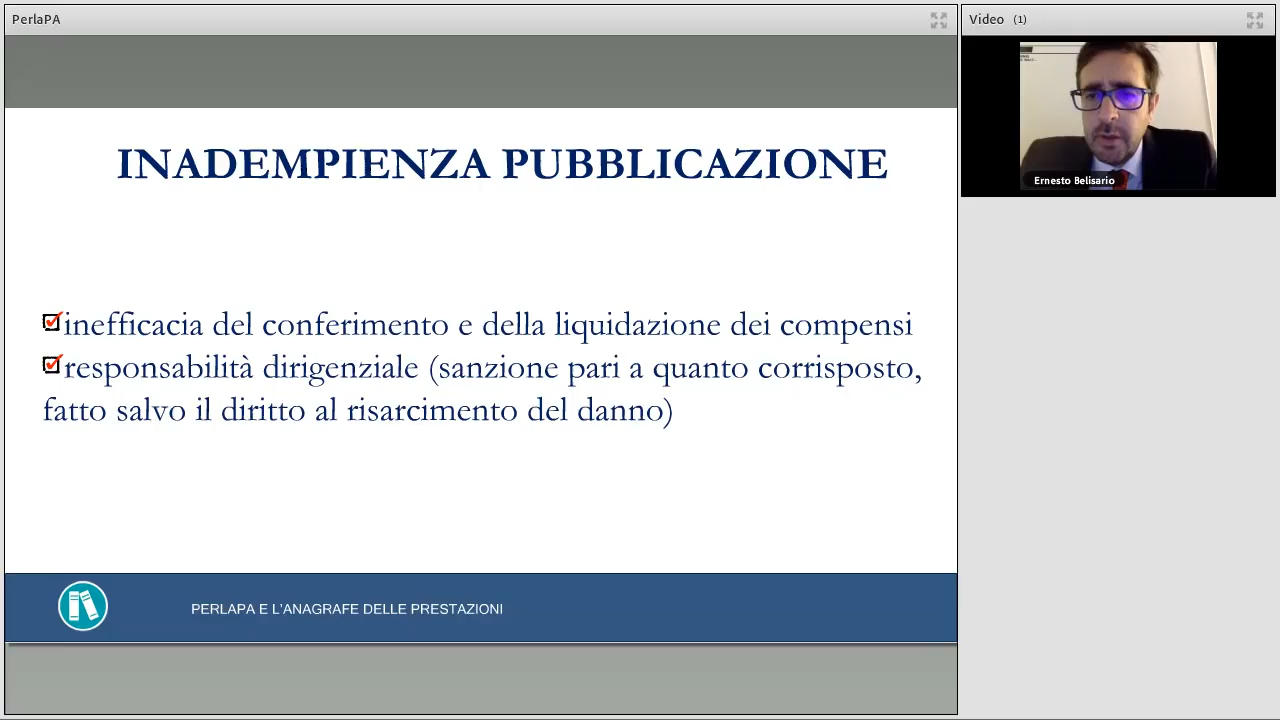 PerlaPA
Video (1)
Ernesto Belisario
INADEMPIENZA PUBBLICAZIONE
inefficacia del conferimento e della liquidazione dei compensi
responsabilità dirigenziale (sanzione pari a quanto corrisposto,
fatto salvo il diritto al risarcimento del danno)
PERLAPA E L'ANAGRAFE DELLE PRESTAZIONI